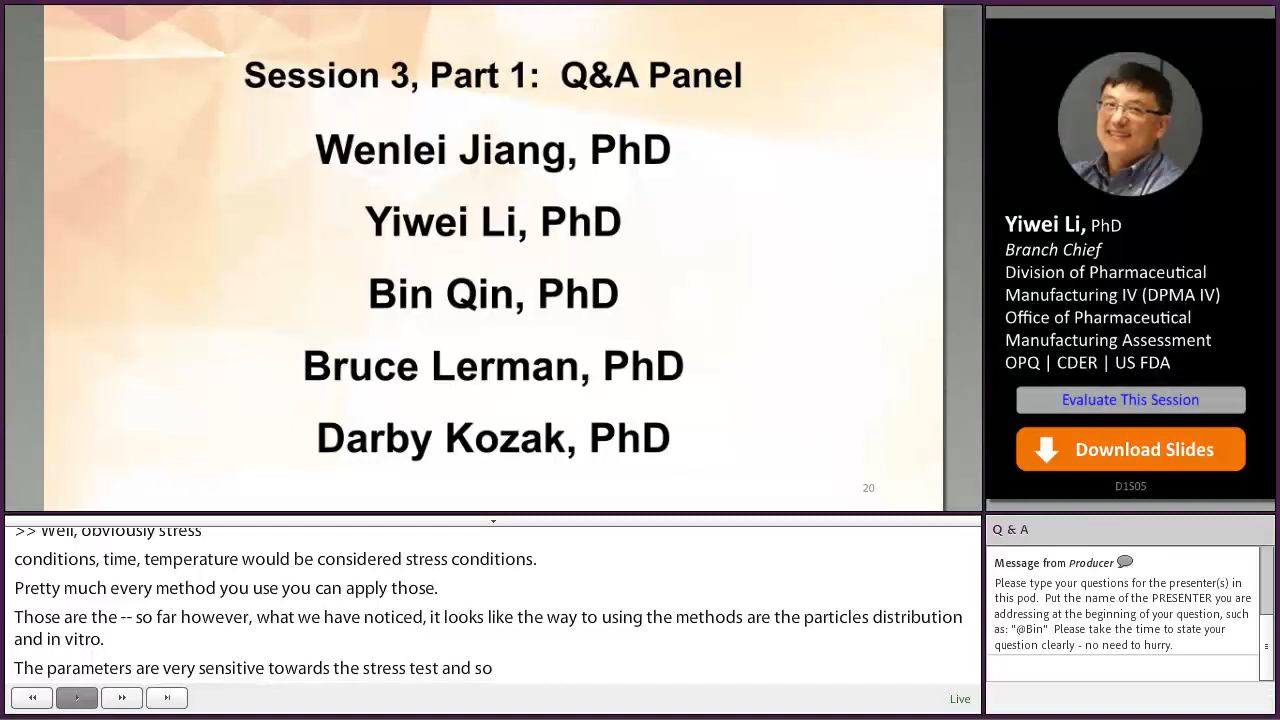 Session 3, Part 1:  Q&A Panel
Wenlei Jiang, PhD
Yiwei Li, PhD
Bin Qin, PhD
Bruce Lerman, PhD
Darby Kozak, PhD
20
Yiwei Li, PhD
Branch Chief
Division of Pharmaceutical
Manufacturing IV (DPMA IV)
Office of Pharmaceutical
Manufacturing Assessment
OPQ | CDER | US FDA
Evaluate This Session
Download Slides
D1S05
>> Well, obviously stress
conditions, time, temperature would be considered stress conditions.
Pretty much every method you use you can apply those.
Those are the -- so far however, what we have noticed, it looks like the way to using the methods are the particles distribution
and in vitro.
The parameters are very sensitive towards the stress test and so
Live
Q & A
Message from Producer
Please type your questions for the presenter(s) in
this pod.  Put the name of the PRESENTER you are
addressing at the beginning of your question, such
as: "@Bin"  Please take the time to state your
question clearly - no need to hurry.